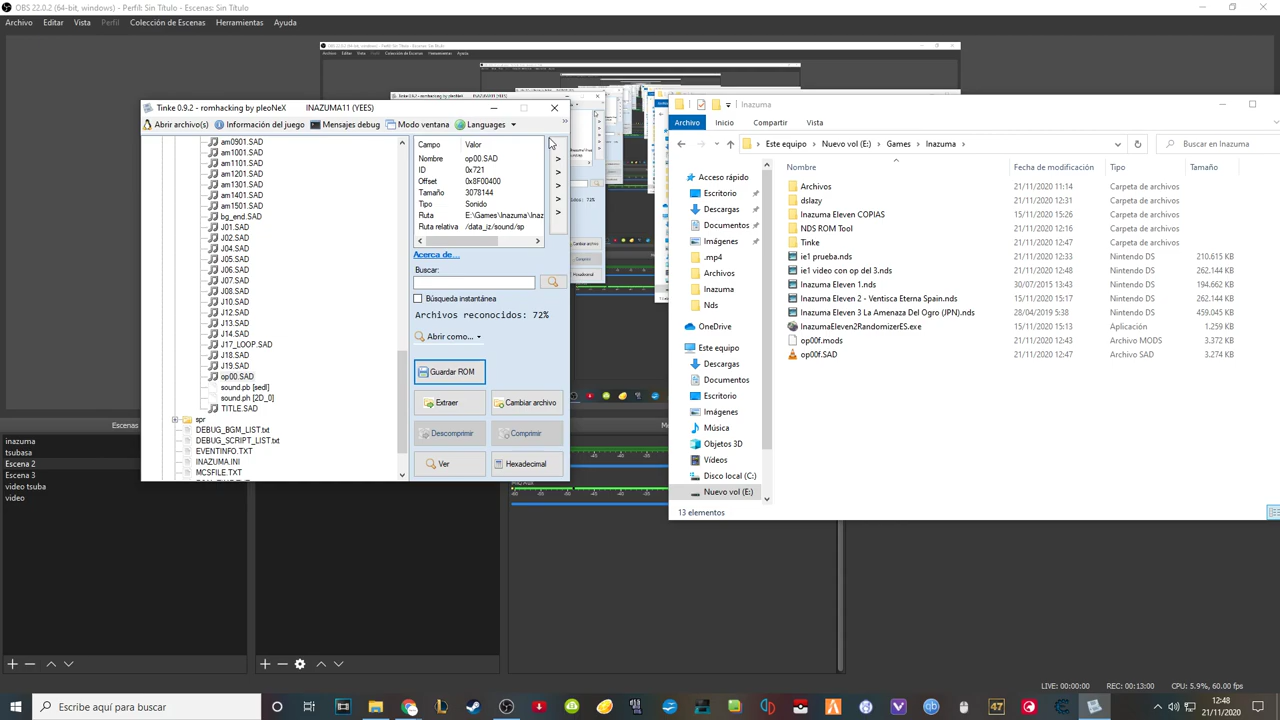 OBS 22.0.2 (64-bit, windows) - Perfil: Sin Título - Escenas: Sin Título
Archivo Editar Vista Perfil Colección de Escenas Herramientas Ayuda
Tinke 0.9.2 - romhacking by pleoNeX INAZUMA11 (YEES)
Abrir archivo(s) Información del juego Mensajes debug Modo ventana Languages
am0901.SAD
am1001.SAD
am1101.SAD
am1201.SAD
am1301.SAD
am1401.SAD
am1501.SAD
bg_end.SAD
J01.SAD
J02.SAD
J04.SAD
J05.SAD
J06.SAD
J07.SAD
J08.SAD
J10.SAD
J12.SAD
J13.SAD
J14.SAD
J17_LOOP.SAD
J18.SAD
J19.SAD
op00.SAD
sound.pb [sedl]
sound.ph [2D_0]
TITLE.SAD
spr
DEBUG_BGM_LIST.txt
DEBUG_SCRIPT_LIST.txt
EVENTINFO.TXT
INAZUMA.INI
MCSFILE.TXT
Campo Valor
Nombre op00.SAD
ID 0x721
Offset 0x8F00400
Tamaño 3078144
Tipo Sonido
Ruta E:\Games\Inazuma\Inaz
Ruta relativa /data_iz/sound/sp
Acerca de...
Buscar:
Búsqueda instantánea
Archivos reconocidos: 72%
Abrir como...
Guardar ROM
Extraer Cambiar archivo
Descomprimir Comprimir
Ver Hexadecimal
Inazuma
Archivo Inicio Compartir Vista
Este equipo > Nuevo vol (E:) > Games > Inazuma >
Buscar en Inazuma
Acceso rápido
Escritorio
Descargas
Documentos
Imágenes
.mp4
Archivos
Inazuma
Nds
OneDrive
Este equipo
Descargas
Documentos
Escritorio
Imágenes
Música
Objetos 3D
Vídeos
Disco local (C:)
Nuevo vol (E:)
Nombre Fecha de modificación Tipo Tamaño
Archivos 21/11/2020 11:14 Carpeta de archivos
dslazy 21/11/2020 12:31 Carpeta de archivos
Inazuma Eleven COPIAS 15/11/2020 15:26 Carpeta de archivos
NDS ROM Tool 21/11/2020 12:16 Carpeta de archivos
Tinke 21/11/2020 12:47 Carpeta de archivos
ie1 prueba.nds 21/11/2020 12:33 Nintendo DS 210.615 KB
ie1 video con op del 3.nds 21/11/2020 12:48 Nintendo DS 262.144 KB
Inazuma Eleven 1.nds 30/07/2015 13:43 Nintendo DS 194.662 KB
Inazuma Eleven 2 - Ventisca Eterna Spain.nds 15/11/2020 15:17 Nintendo DS 262.144 KB
Inazuma Eleven 3 La Amenaza Del Ogro (JPN).nds 28/04/2019 5:38 Nintendo DS 459.045 KB
InazumaEleven2RandomizerES.exe 15/11/2020 15:13 Aplicación 1.259 KB
op00f.mods 21/11/2020 12:43 Archivo MODS 3.372 KB
op00f.SAD 21/11/2020 12:47 Archivo SAD 3.274 KB
13 elementos
Escenas
inazuma
tsubasa
Escena 2
Escena 3
video tsuba
video
LIVE: 00:00:00 REC: 00:13:00 CPU: 5.9%, 60.00 fps
Escribe aquí para buscar
12:48
21/11/2020